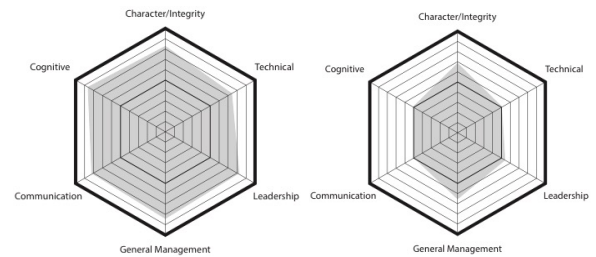 Character/Integrity
Cognitive
Technical
Communication
Leadership
General Management
Character/Integrity
Cognitive
Technical
Communication
Leadership
General Management